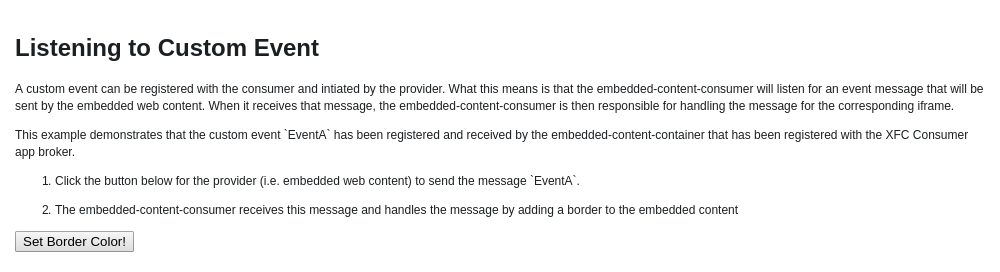 Listening to Custom Event
A custom event can be registered with the consumer and intiated by the provider. What this means is that the embedded-content-consumer will listen for an event message that will be
sent by the embedded web content. When it receives that message, the embedded-content-consumer is then responsible for handling the message for the corresponding iframe.
This example demonstrates that the custom event `EventA` has been registered and received by the embedded-content-container that has been registered with the XFC Consumer
app broker.
1. Click the button below for the provider (i.e. embedded web content) to send the message `EventA`.
2. The embedded-content-consumer receives this message and handles the message by adding a border to the embedded content
Set Border Color!